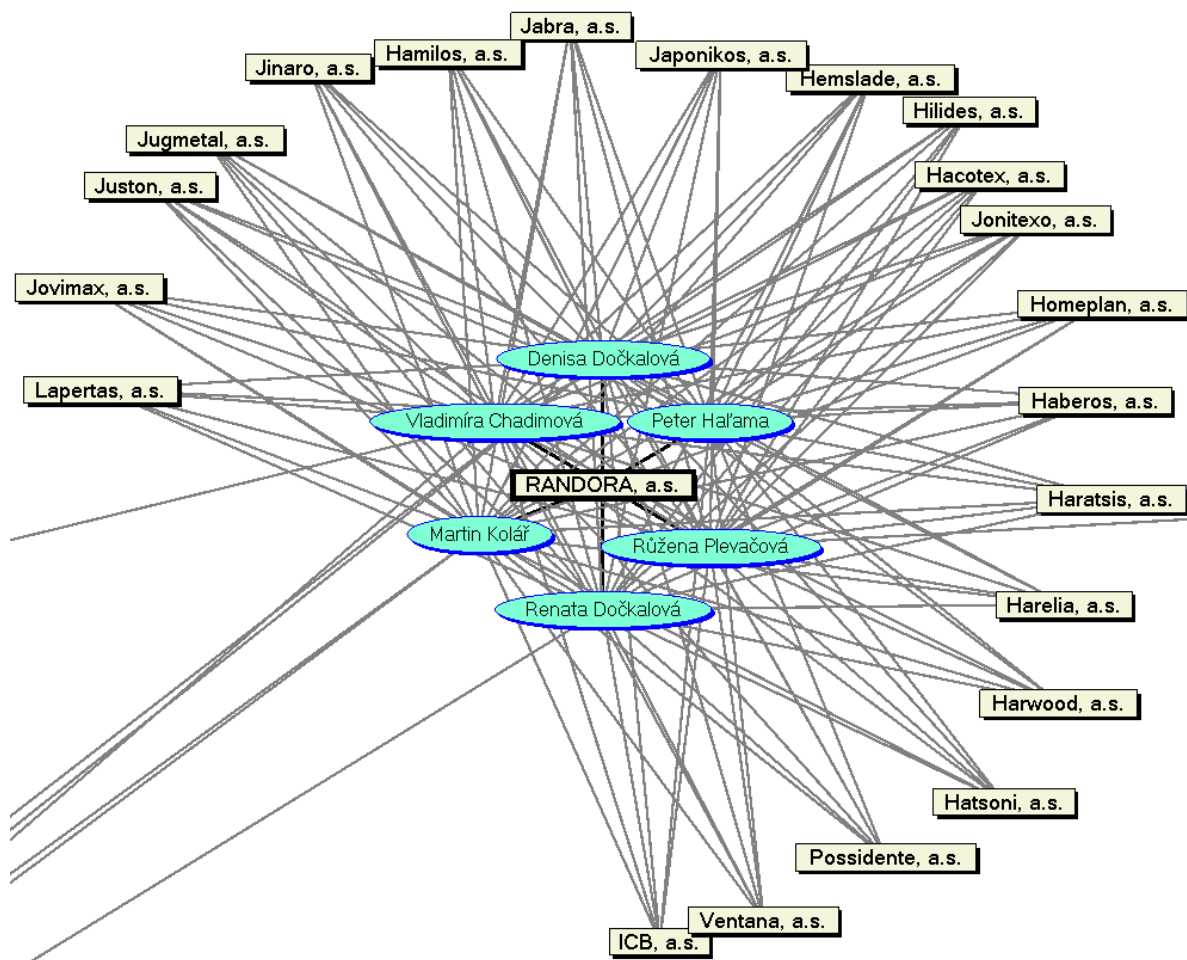 Jabra, a.s.
Hamilos, a.s.
Japonikos, a.s.
Jinaro, a.s.
Hemslade, a.s.
Hilides, a.s.
Jugmetal, a.s.
Hacotex, a.s.
Juston, a.s.
Jonitexo, a.s.
Jovimax, a.s.
Homeplan, a.s.
Denisa Dočkalová
Lapertas, a.s.
Haberos, a.s.
Vladimíra Chadimová
Peter Haľama
RANDORA, a.s.
Haratsis, a.s.
Martin Kolář
Růžena Plevačová
Harelia, a.s.
Renata Dočkalová
Harwood, a.s.
Hatsoni, a.s.
Possidente, a.s.
Ventana, a.s.
ICB, a.s.